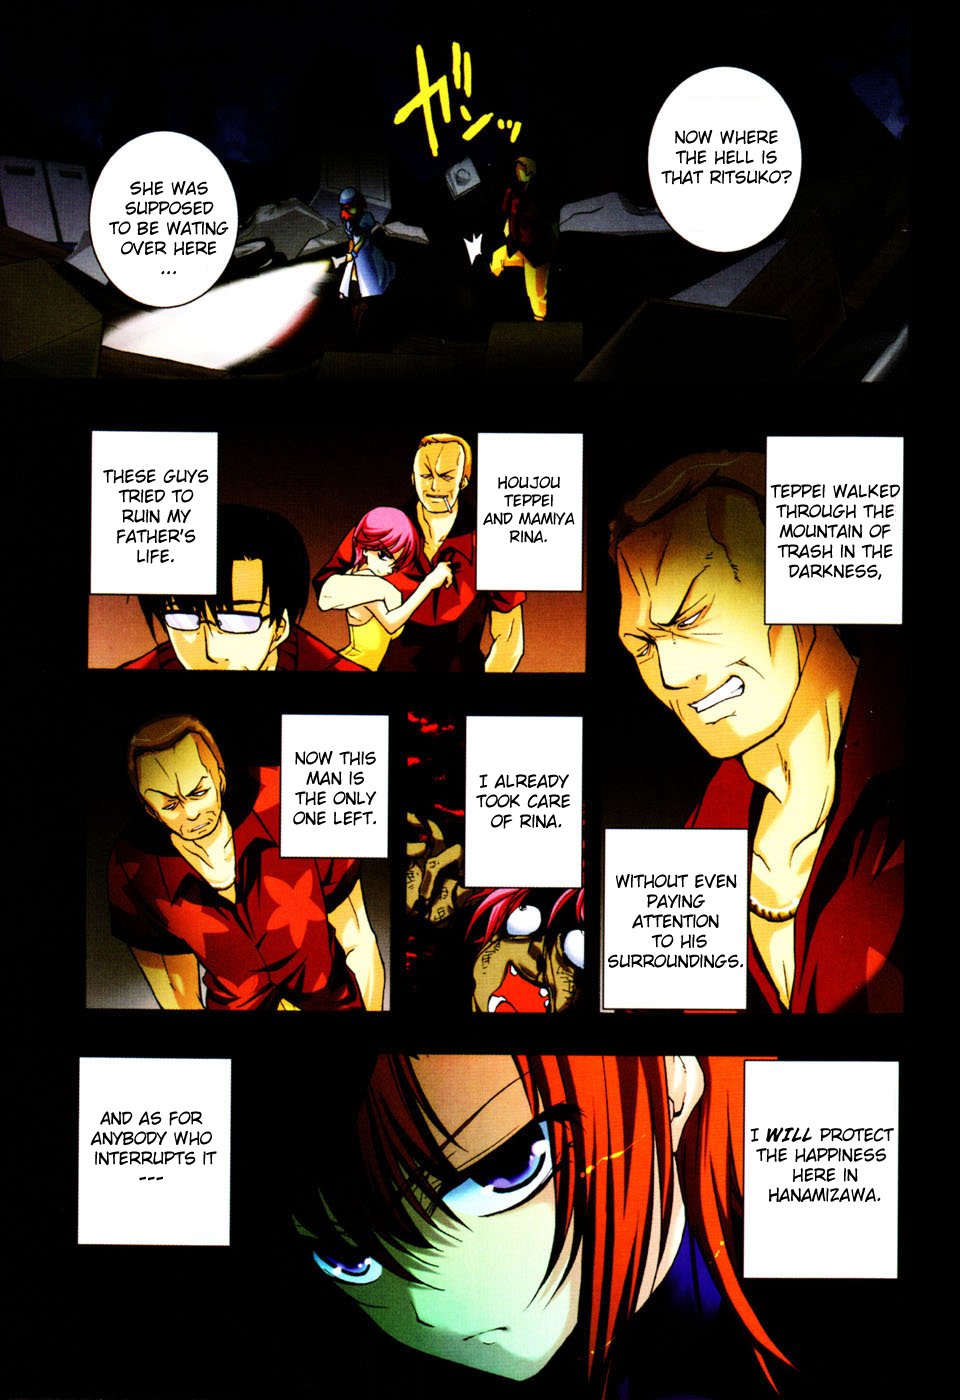 NOW WHERE
THE HELL IS
THAT RITSUKO?
ガンッ
SHE WAS
SUPPOSED
TO BE WATING
OVER HERE
...
TEPPEI WALKED
THROUGH THE
MOUNTAIN OF
TRASH IN THE
DARKNESS,
WITHOUT EVEN
PAYING
ATTENTION
TO HIS
SURROUNDINGS.
HOUJOU
TEPPEI
AND MAMIYA
RINA.
THESE GUYS
TRIED TO
RUIN MY
FATHER'S
LIFE.
I ALREADY
TOOK CARE
OF RINA.
NOW THIS
MAN IS
THE ONLY
ONE LEFT.
I WILL PROTECT
THE HAPPINESS
HERE IN
HANAMIZAWA.
AND AS FOR
ANYBODY WHO
INTERRUPTS IT
---